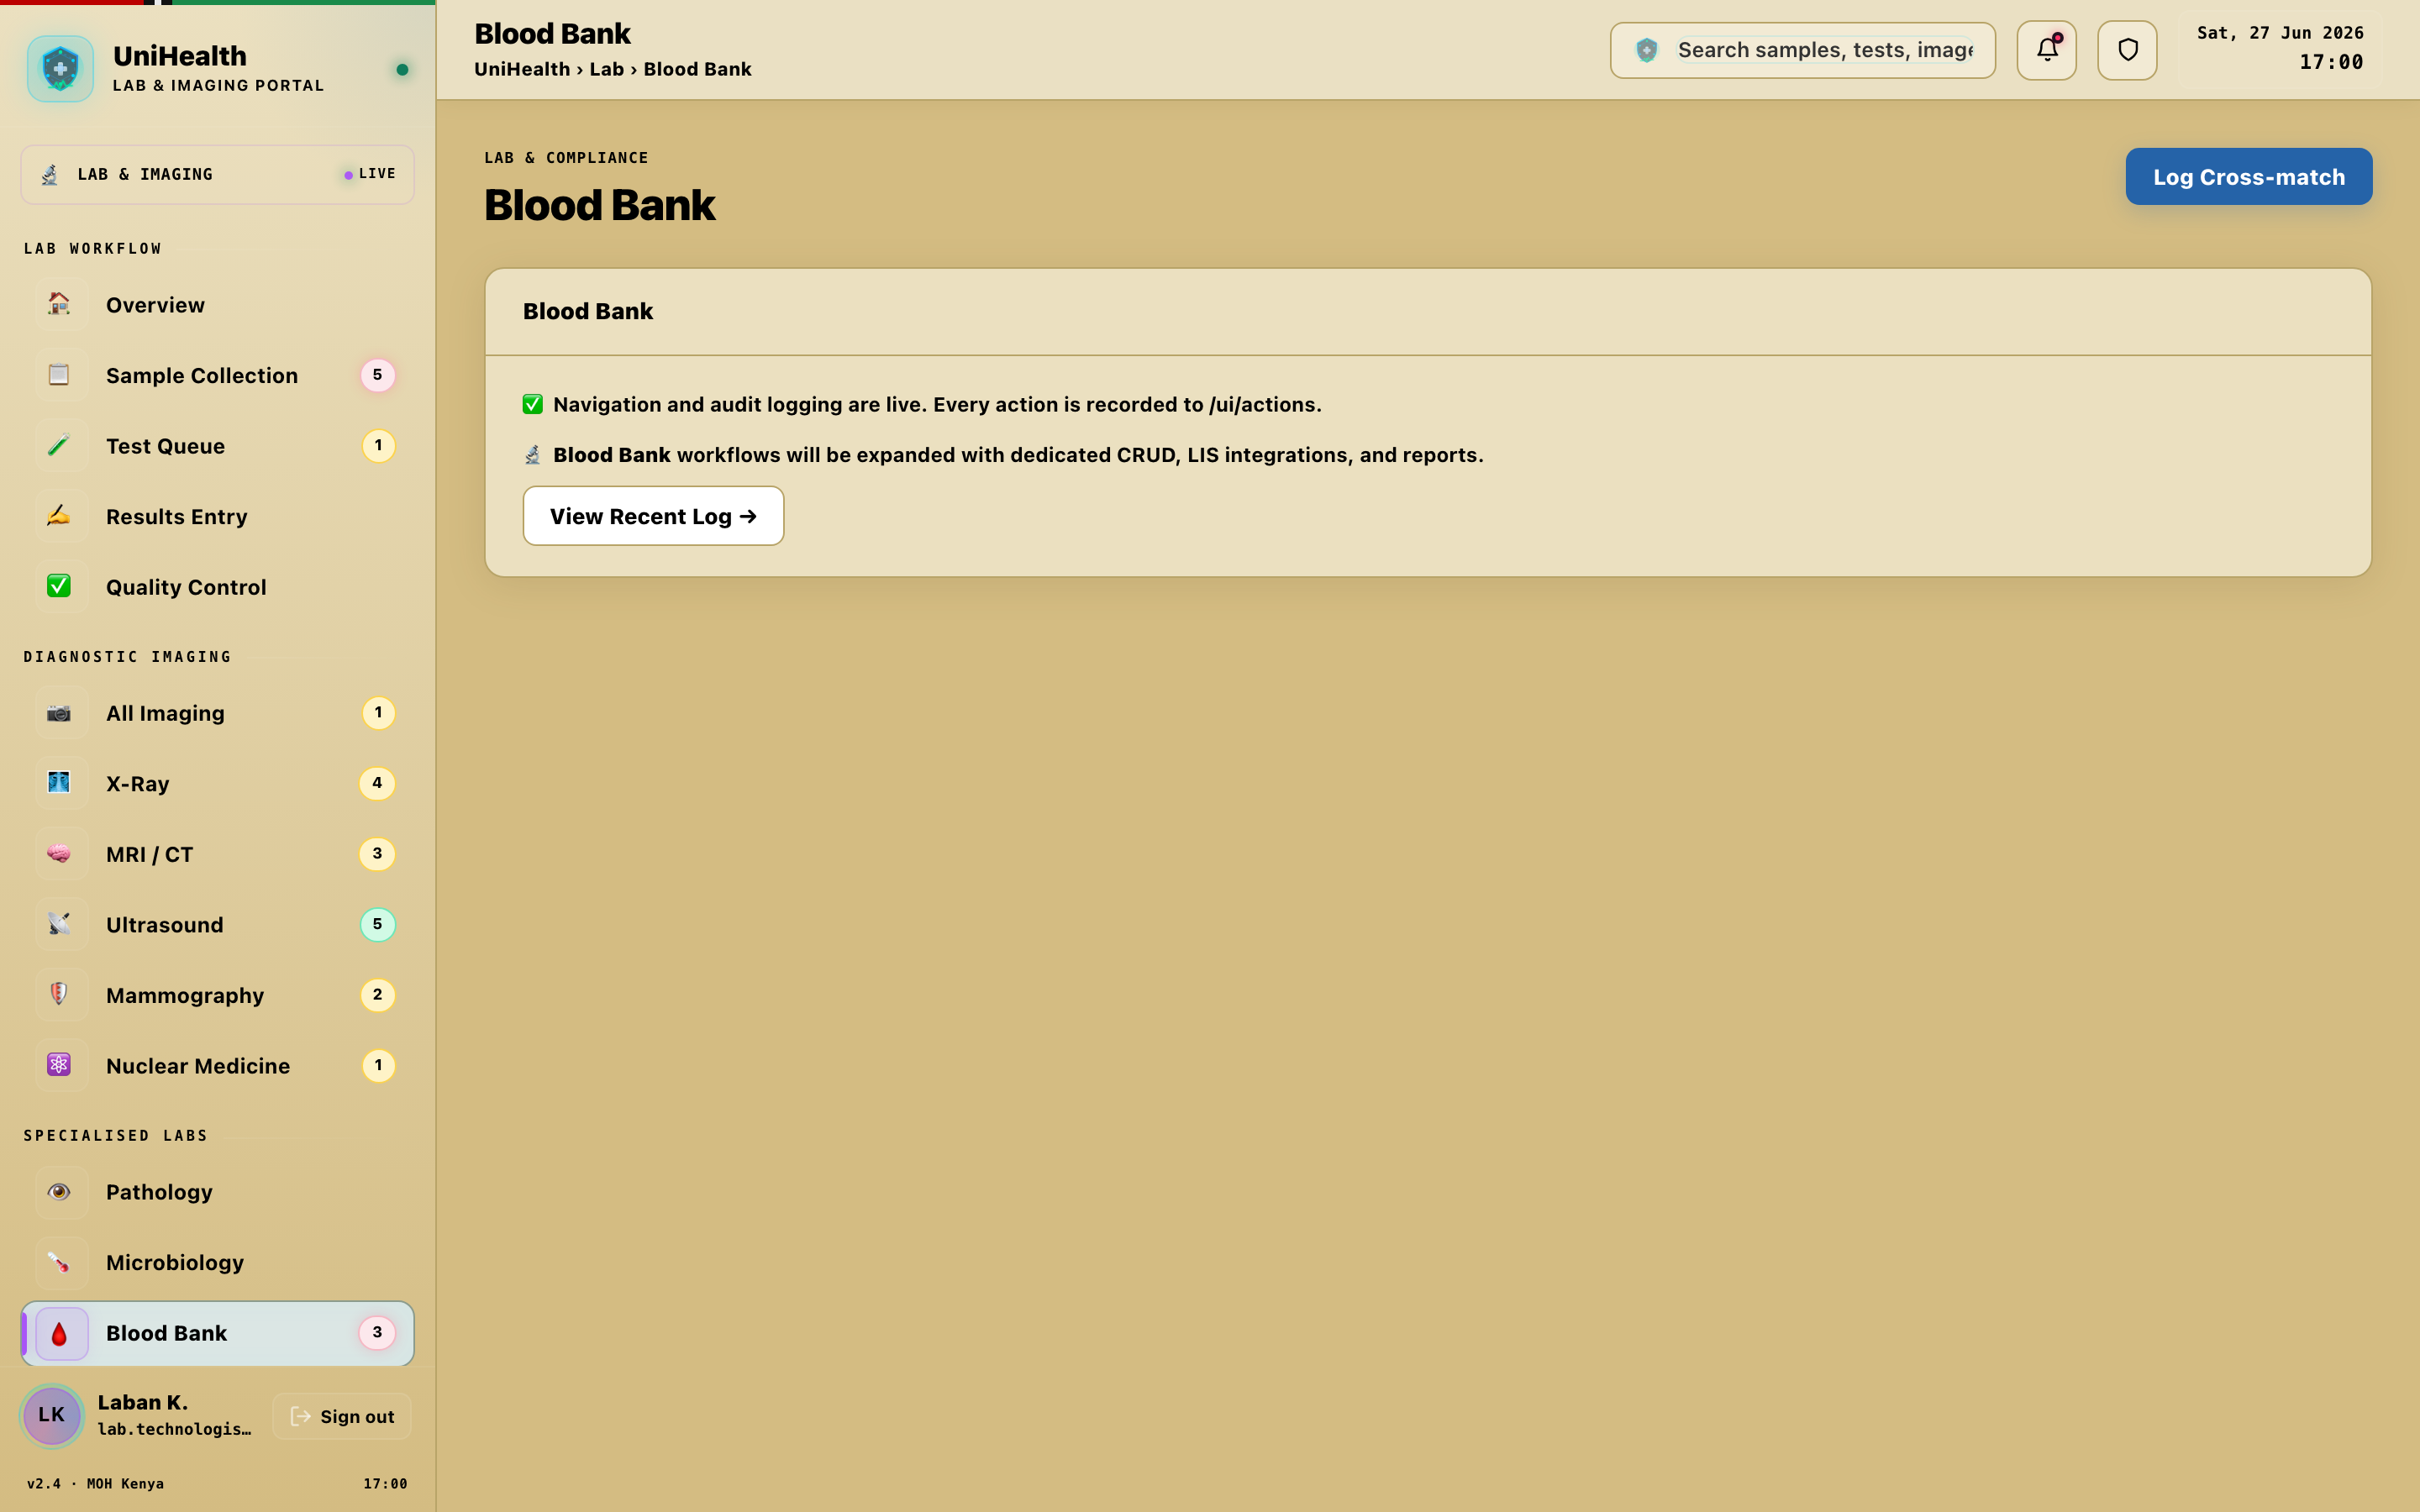 UniHealth
LAB & IMAGING PORTAL
LAB & IMAGING
LIVE
LAB WORKFLOW
Overview
Sample Collection
5
Test Queue
1
Results Entry
Quality Control
DIAGNOSTIC IMAGING
All Imaging
1
X-Ray
4
MRI / CT
3
Ultrasound
5
Mammography
2
Nuclear Medicine
1
SPECIALISED LABS
Pathology
Microbiology
Blood Bank
3
LK
Laban K.
lab.technologis…
Sign out
v2.4 · MOH Kenya
17:00
Blood Bank
UniHealth › Lab › Blood Bank
Search samples, tests, image
Sat, 27 Jun 2026
17:00
LAB & COMPLIANCE
Blood Bank
Log Cross-match
Blood Bank
Navigation and audit logging are live. Every action is recorded to /ui/actions.
Blood Bank workflows will be expanded with dedicated CRUD, LIS integrations, and reports.
View Recent Log →